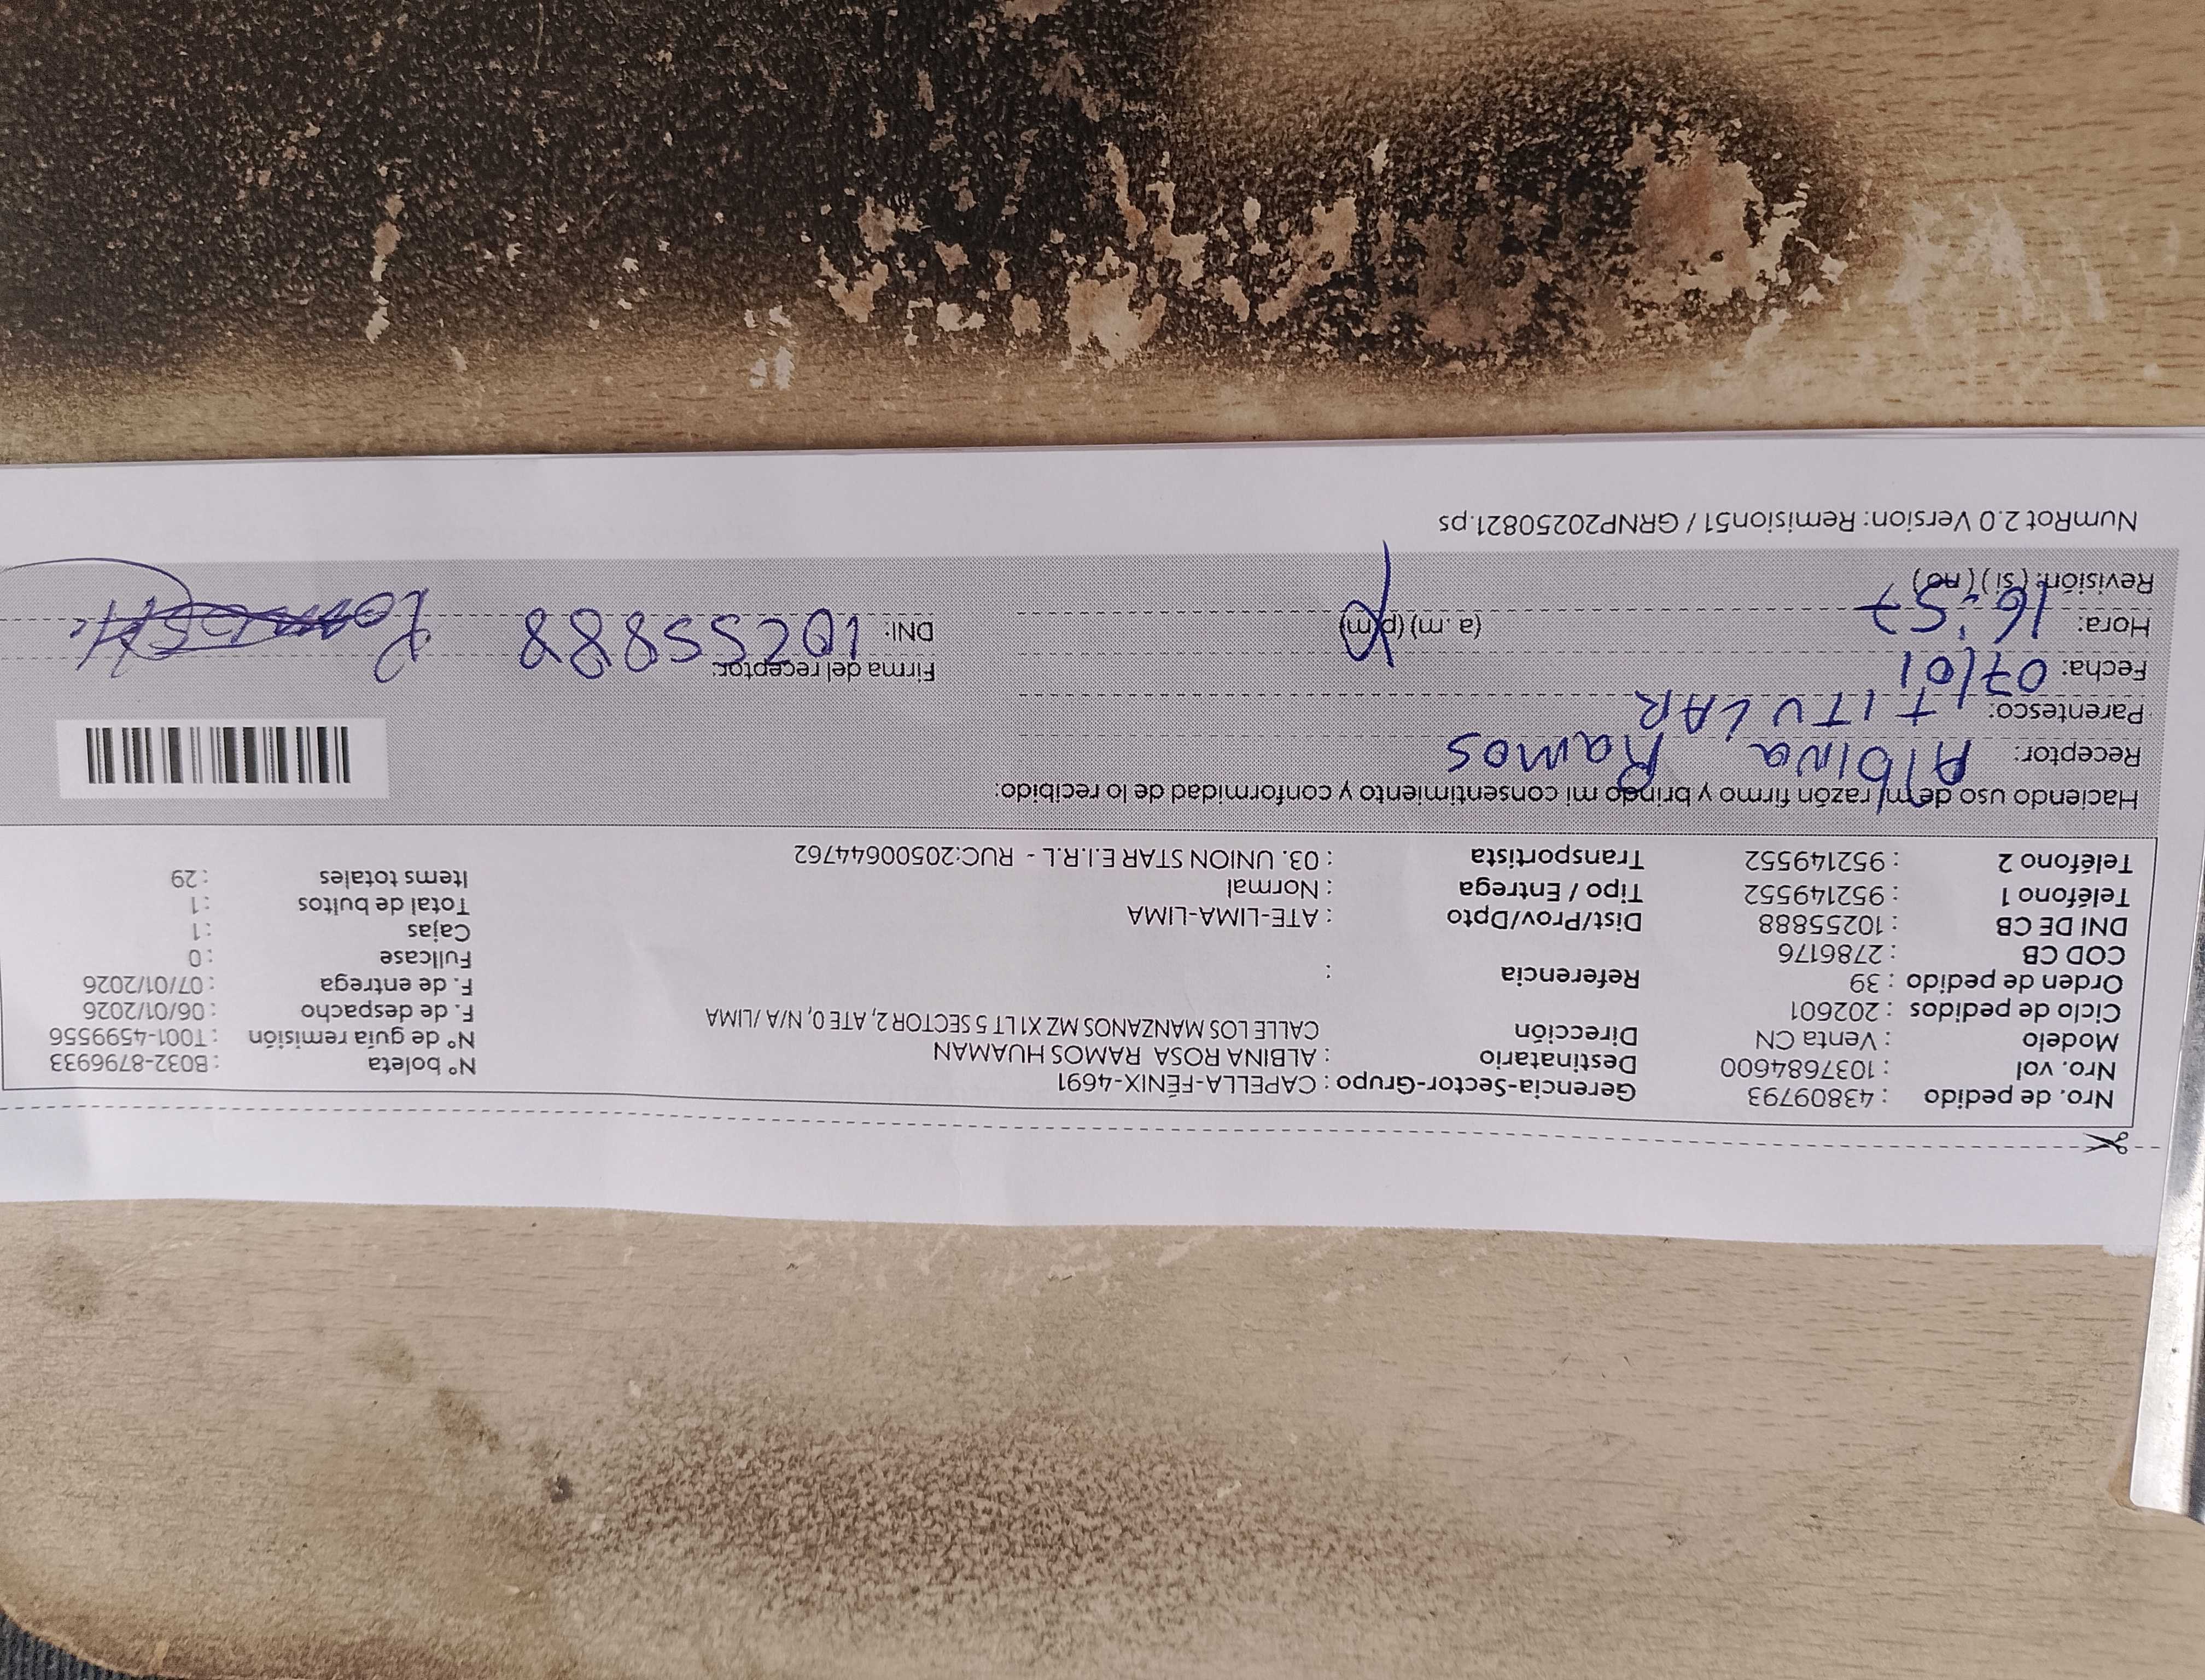 Nro. de pedido : 43809793
Nro. vol : 1037684600
Modelo : Venta CN
Ciclo de pedidos : 202601
Orden de pedido : 39
COD CB : 2786176
DNI DE CB : 10255888
Teléfono 1 : 952149552
Teléfono 2 : 952149552
Gerencia-Sector-Grupo : CAPELLA-FÉNIX-4691
Destinatario : ALBINA ROSA RAMOS HUAMAN
Dirección CALLE LOS MANZANOS MZ X1 LT 5 SECTOR 2, ATE 0, N/A /LIMA
Referencia :
Dist/Prov/Dpto : ATE-LIMA-LIMA
Tipo / Entrega : Normal
Transportista : 03. UNION STAR E.I.R.L - RUC:20500644762
Nº boleta : B032-8796933
Nº de guía remisión : T001-4599556
F. de despacho : 06/01/2026
F. de entrega : 07/01/2026
Fullcase : 0
Cajas : 1
Total de bultos : 1
Items totales : 29
Haciendo uso de mi razón firmo y brindo mi consentimiento y conformidad de lo recibido:
Receptor: Albina Ramos
Parentesco: TITULAR
Fecha: 07/01
Hora: 16:57 (a. m) (p. m)
Revisión: (si) (no)
Firma del receptor:
DNI: 10255888
NumRot 2.0 Version: Remision51 / GRNP20250821.ps